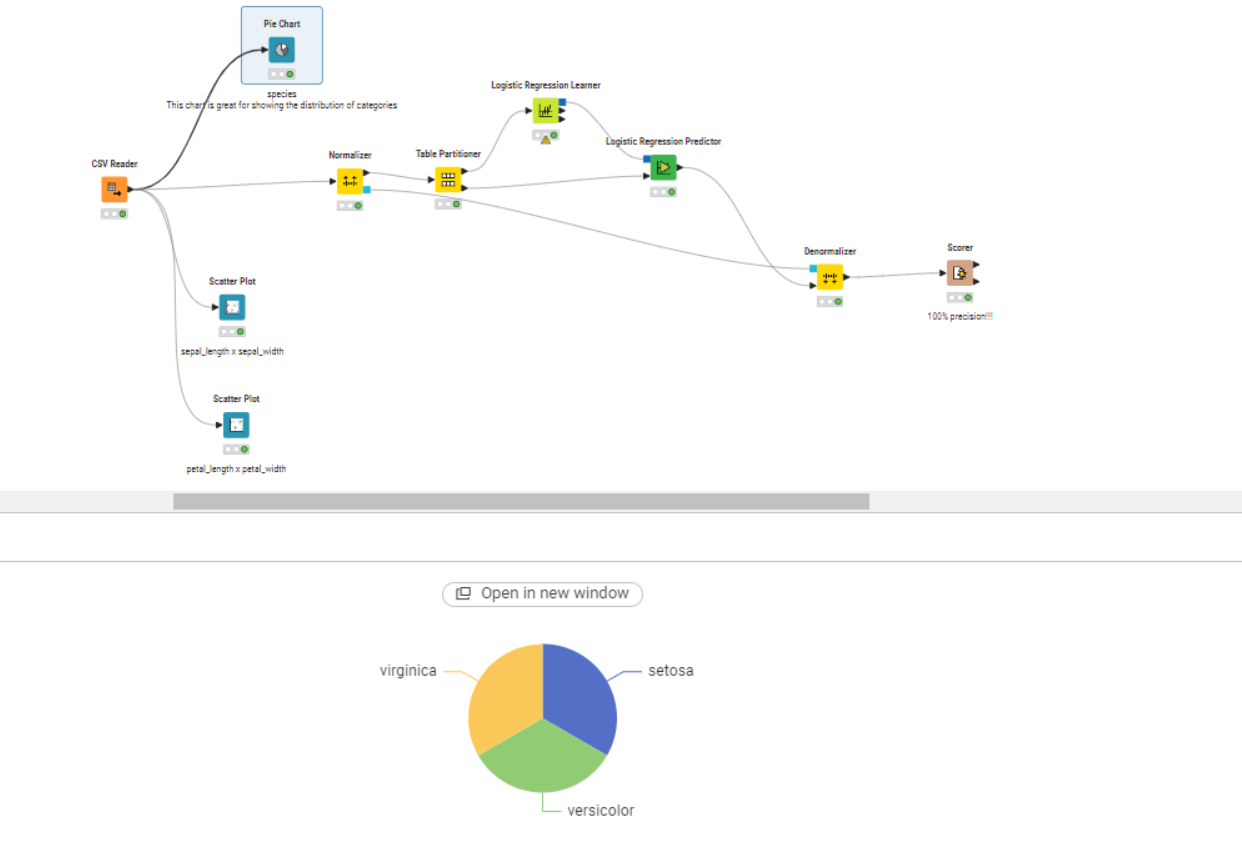 Pie Chart
species
This chart is great for showing the distribution of categories
Logistic Regression Learner
Logistic Regression Predictor
Table Partitioner
Normalizer
CSV Reader
Denormalizer
Scorer
100% precision!!!
Scatter Plot
sepal_length x sepal_width
Scatter Plot
petal_length x petal_width
Open in new window
virginica
setosa
versicolor